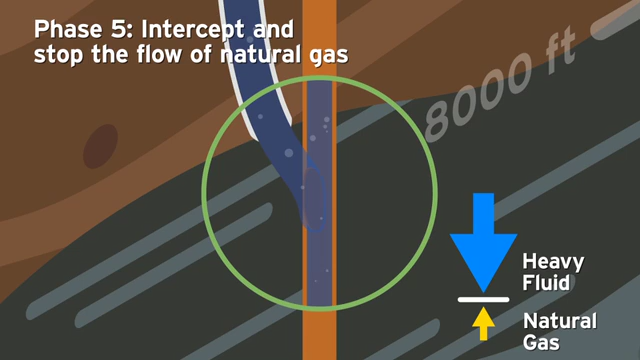 Phase 5: Intercept and
stop the flow of natural gas
8000 ft
Heavy
Fluid
Natural
Gas